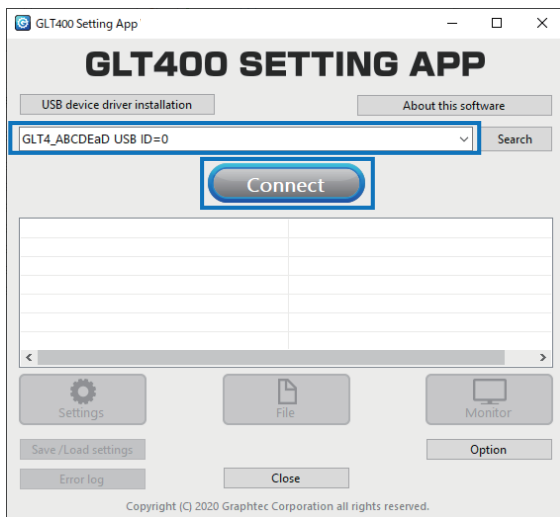 GLT400 Setting App
GLT400 SETTING APP
USB device driver installation
About this software
GLT4_ABCDEaD USB ID=0
Search
Connect
Settings
File
Monitor
Save /Load settings
Option
Error log
Close
Copyright (C) 2020 Graphtec Corporation all rights reserved.